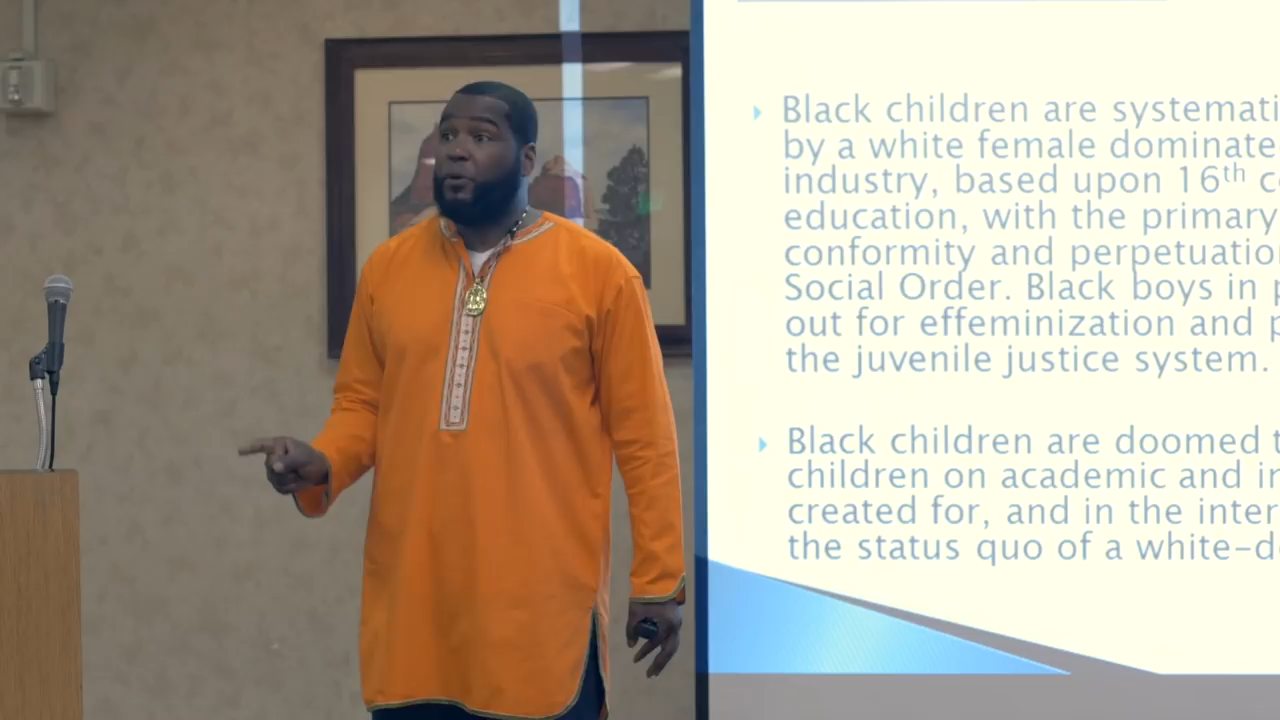 Black children are systemati
by a white female dominate
industry, based upon 16th c
education, with the primary
conformity and perpetuatio
Social Order. Black boys in p
out for effeminization and p
the juvenile justice system.
Black children are doomed t
children on academic and i
created for, and in the inter
the status quo of a white-d